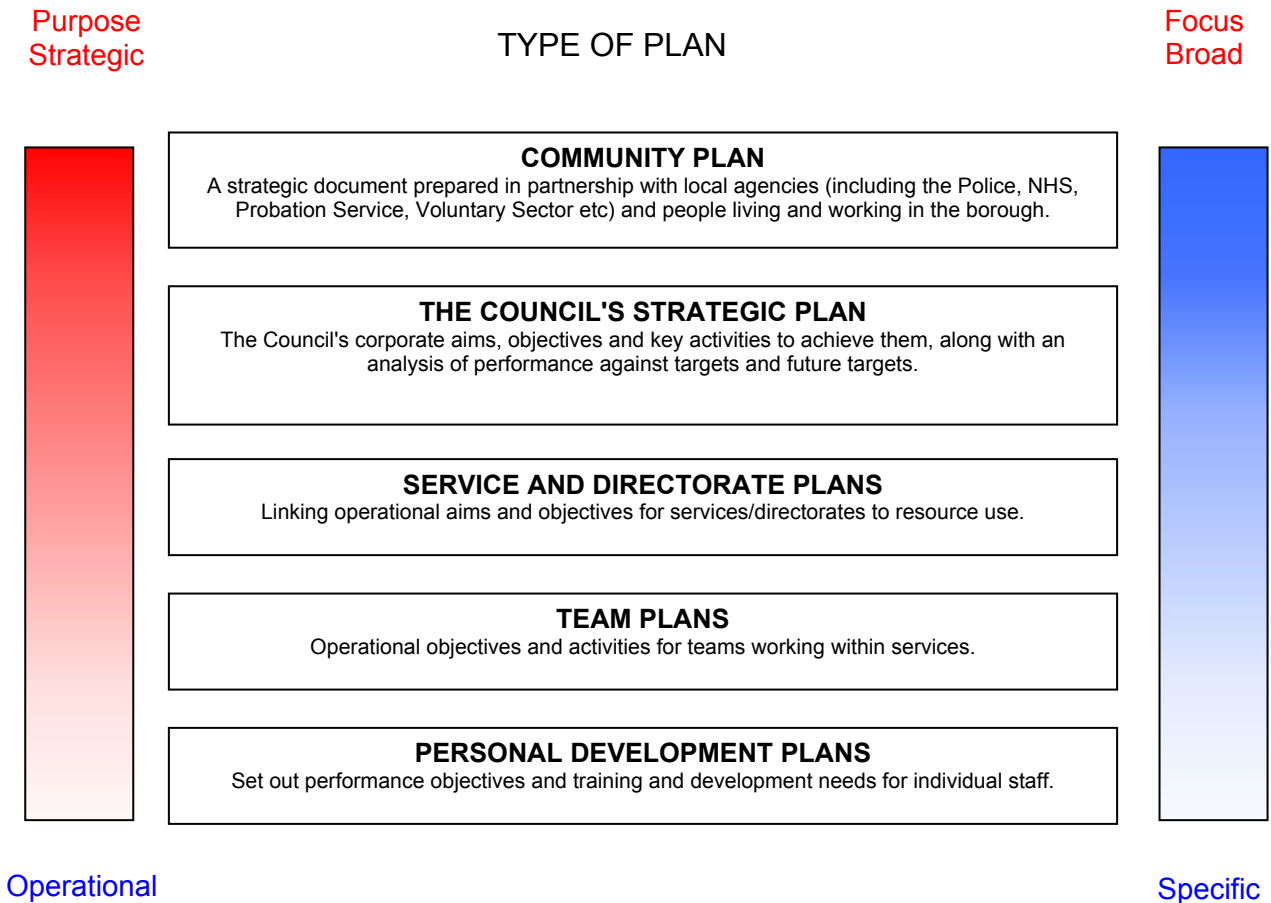 Purpose
Strategic
TYPE OF PLAN
Focus
Broad
COMMUNITY PLAN
A strategic document prepared in partnership with local agencies (including the Police, NHS,
Probation Service, Voluntary Sector etc) and people living and working in the borough.
THE COUNCIL'S STRATEGIC PLAN
The Council's corporate aims, objectives and key activities to achieve them, along with an
analysis of performance against targets and future targets.
SERVICE AND DIRECTORATE PLANS
Linking operational aims and objectives for services/directorates to resource use.
TEAM PLANS
Operational objectives and activities for teams working within services.
PERSONAL DEVELOPMENT PLANS
Set out performance objectives and training and development needs for individual staff.
Operational
Specific